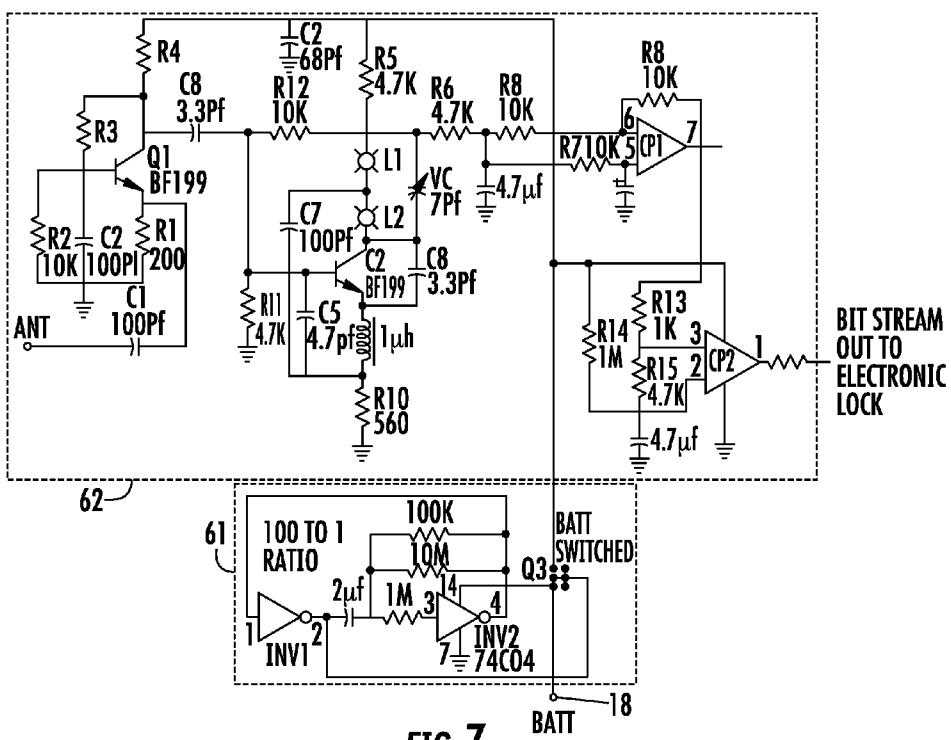 R4
C2
68Pf
R5
4.7K
C8
3.3Pf
R12
10K
R6
4.7K
R8
10K
R8
10K
R3
Q1
BF199
6
7
CP1
R710K
5
L1
VC
7Pf
4.7µf
+
L2
C7
100Pf
R2
10K
C2
100Pl
R1
200
C2
BF199
C8
3.3Pf
C1
100Pf
R11
4.7K
C5
4.7pf
1µh
R13
1K
ANT
R14
1M
3
CP2
1
2
R15
4.7K
BIT STREAM
OUT TO
ELECTRONIC
LOCK
R10
560
4.7µf
62
61
100 TO 1
RATIO
100K
10M
BATT
SWITCHED
Q3
2µf
1M
14
3
4
1
2
INV1
7
INV2
74C04
18
BATT
FIG. 7